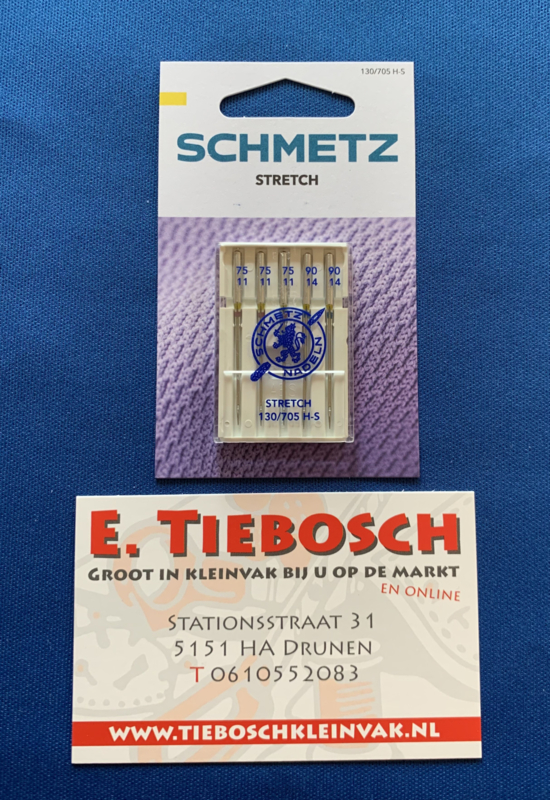 130/705 H-S
SCHMETZ
STRETCH
75 75 75 90 90
11 11 11 14 14
SCHMETZ
NADELN
STRETCH
130/705 H-S
E. TIEBOSCH
GROOT IN KLEINVAK BIJ U OP DE MARKT
EN ONLINE
STATIONSSTRAAT 31
5151 HA DRUNEN
T 0610552083
WWW.TIEBOSCHKLEINVAK.NL